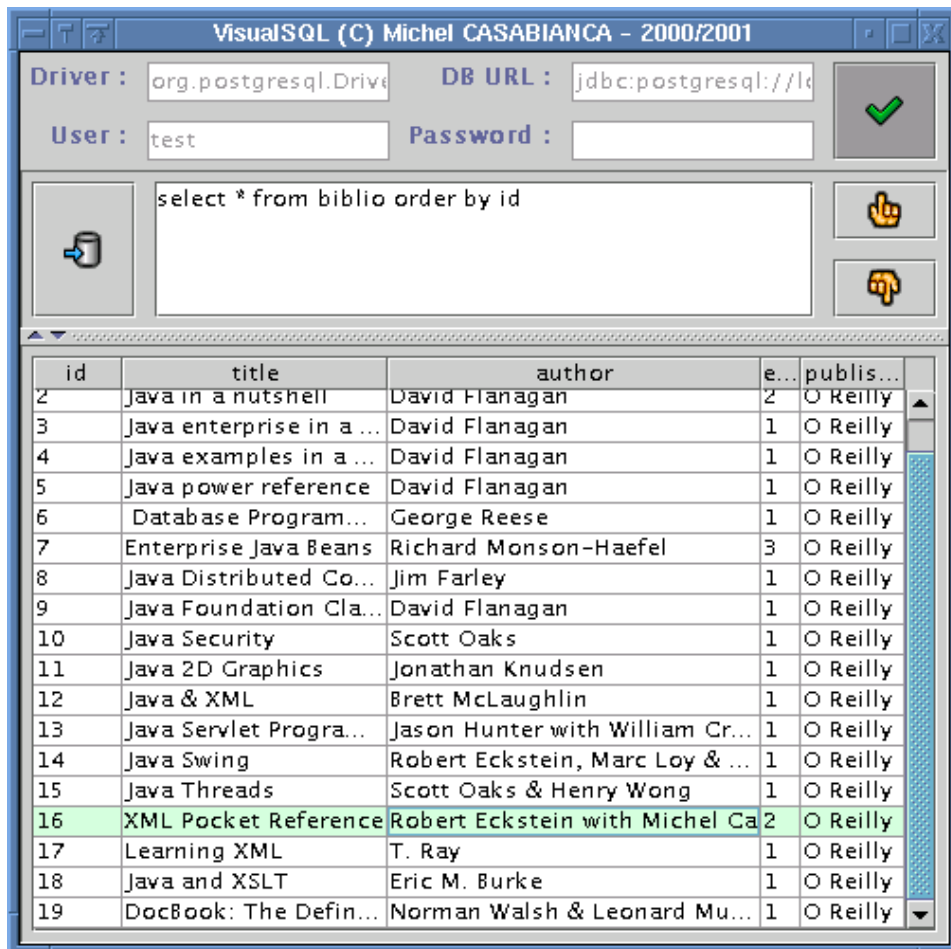 VisualSQL (C) Michel CASABIANCA - 2000/2001
Driver : org.postgresql.Drive DB URL : jdbc:postgresql://lo
User : test Password :
select * from biblio order by id
id title author e... publis...
2 Java in a nutshell David Flanagan 2 O Reilly
3 Java enterprise in a ... David Flanagan 1 O Reilly
4 Java examples in a ... David Flanagan 1 O Reilly
5 Java power reference David Flanagan 1 O Reilly
6 Database Program... George Reese 1 O Reilly
7 Enterprise Java Beans Richard Monson-Haefel 3 O Reilly
8 Java Distributed Co... Jim Farley 1 O Reilly
9 Java Foundation Cla... David Flanagan 1 O Reilly
10 Java Security Scott Oaks 1 O Reilly
11 Java 2D Graphics Jonathan Knudsen 1 O Reilly
12 Java & XML Brett McLaughlin 1 O Reilly
13 Java Servlet Progra... Jason Hunter with William Cr... 1 O Reilly
14 Java Swing Robert Eckstein, Marc Loy & ... 1 O Reilly
15 Java Threads Scott Oaks & Henry Wong 1 O Reilly
16 XML Pocket Reference Robert Eckstein with Michel Ca 2 O Reilly
17 Learning XML T. Ray 1 O Reilly
18 Java and XSLT Eric M. Burke 1 O Reilly
19 DocBook: The Defin... Norman Walsh & Leonard Mu... 1 O Reilly